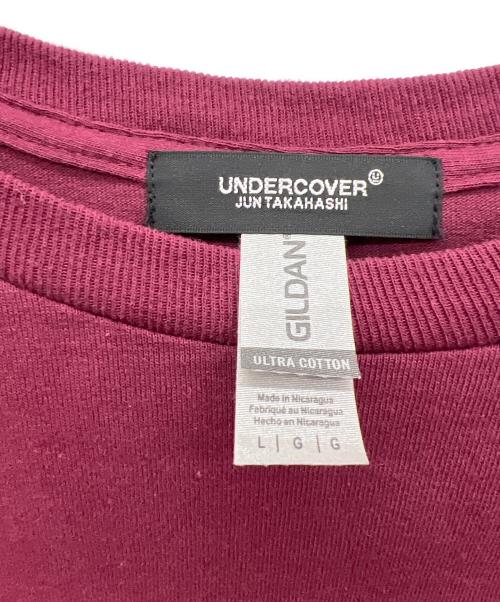 UNDERCOVER
JUN TAKAHASHI
GILDAN®
ULTRA COTTON
Made in Nicaragua
Fabriqué au Nicaragua
Hecho en Nicaragua
L | G | G